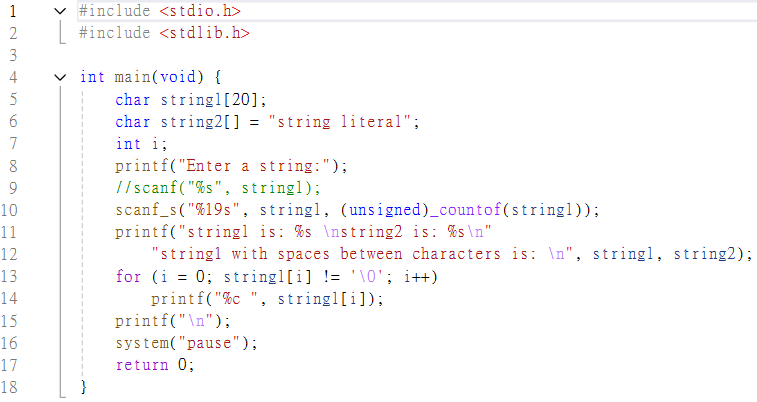 1 #include <stdio.h>
2 #include <stdlib.h>
3
4 int main(void) {
5 char string1[20];
6 char string2[] = "string literal";
7 int i;
8 printf("Enter a string:");
9 //scanf("%s", string1);
10 scanf_s("%19s", string1, (unsigned)_countof(string1));
11 printf("string1 is: %s \nstring2 is: %s\n"
12 "string1 with spaces between characters is: \n", string1, string2);
13 for (i = 0; string1[i] != '\0'; i++)
14 printf("%c ", string1[i]);
15 printf("\n");
16 system("pause");
17 return 0;
18 }